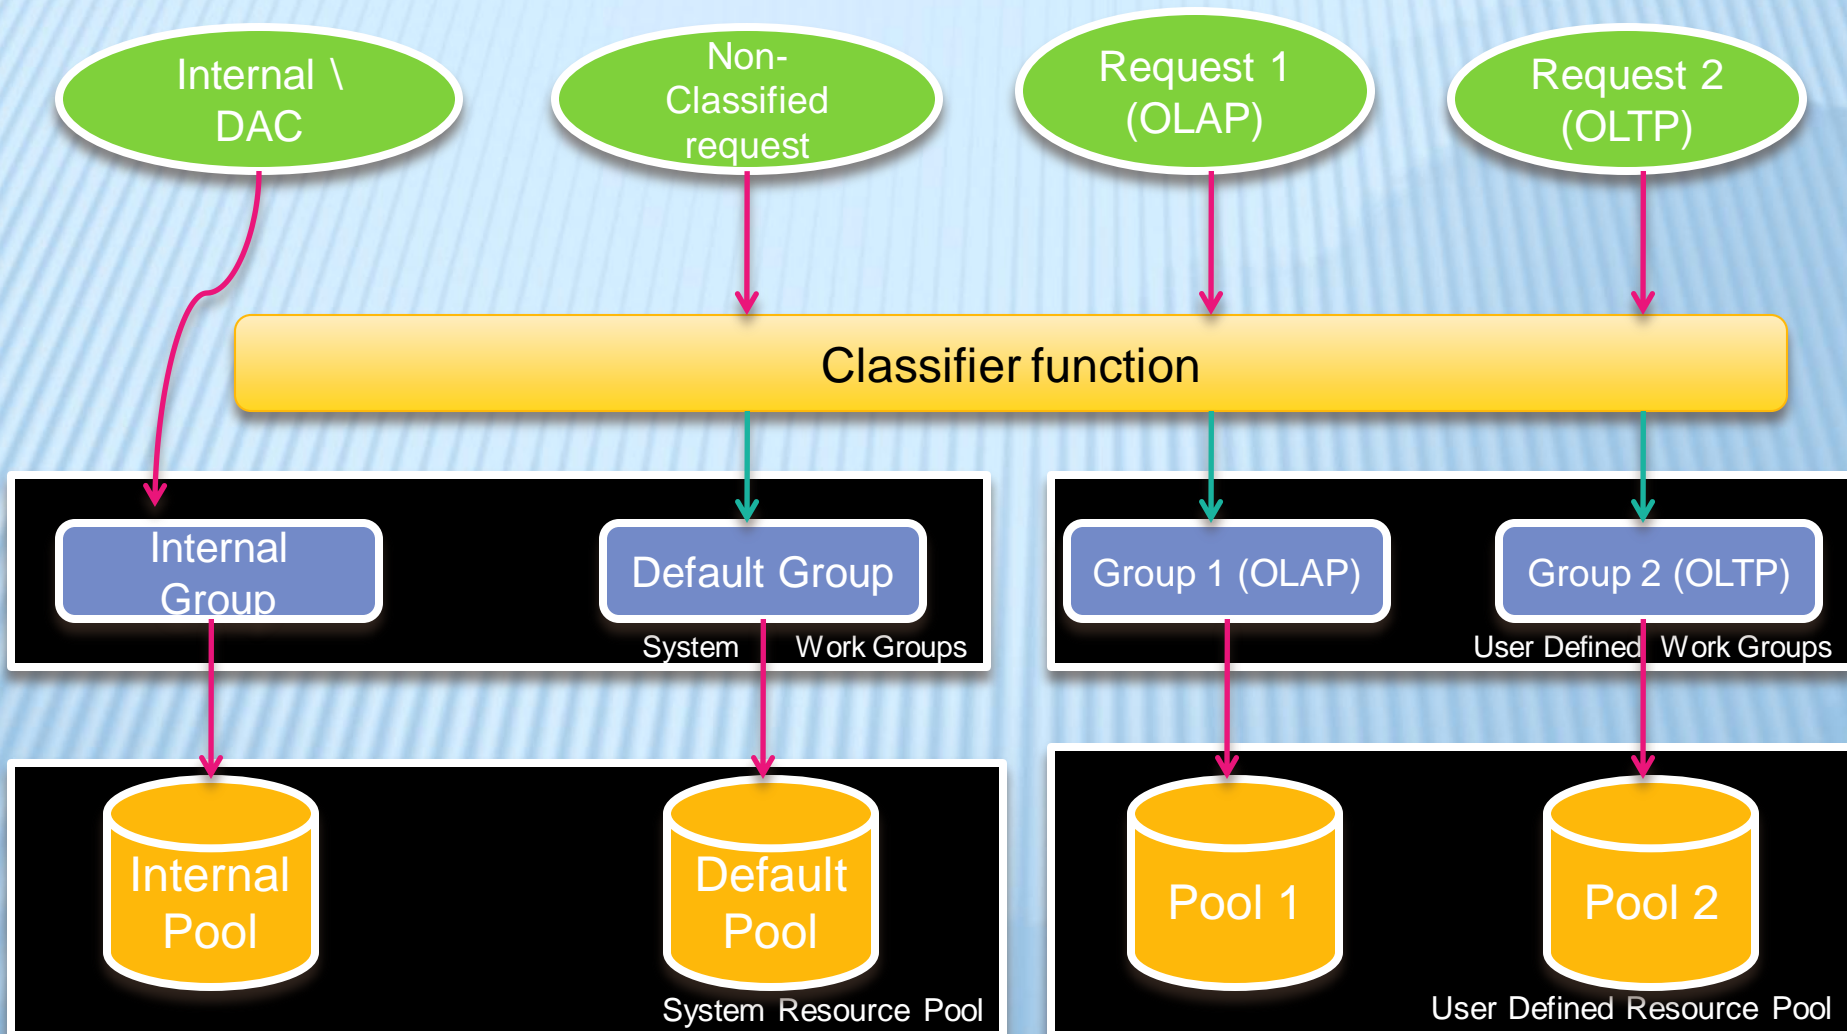 Internal \
DAC
Non-
Classified
request
Request 1
(OLAP)
Request 2
(OLTP)
Classifier function
Internal
Group
Default Group
Group 1 (OLAP)
Group 2 (OLTP)
System Work Groups
User Defined Work Groups
Internal
Pool
Default
Pool
Pool 1
Pool 2
System Resource Pool
User Defined Resource Pool